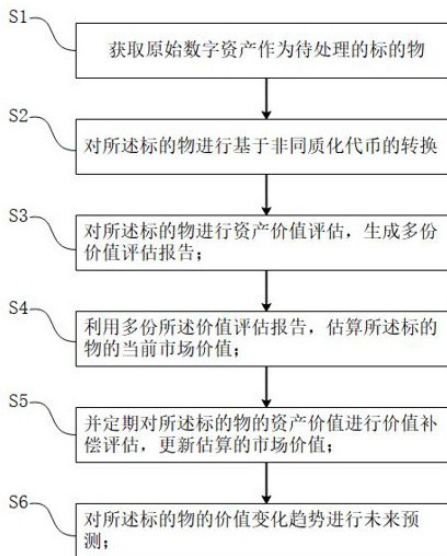 S1
获取原始数字资产作为待处理的标的物
S2
对所述标的物进行基于非同质化代币的转换
S3
对所述标的物进行资产价值评估，生成多份
价值评估报告；
S4
利用多份所述价值评估报告，估算所述标的
物的当前市场价值；
S5
并定期对所述标的物的资产价值进行价值补
偿评估，更新估算的市场价值；
S6
对所述标的物的价值变化趋势进行未来预
测；